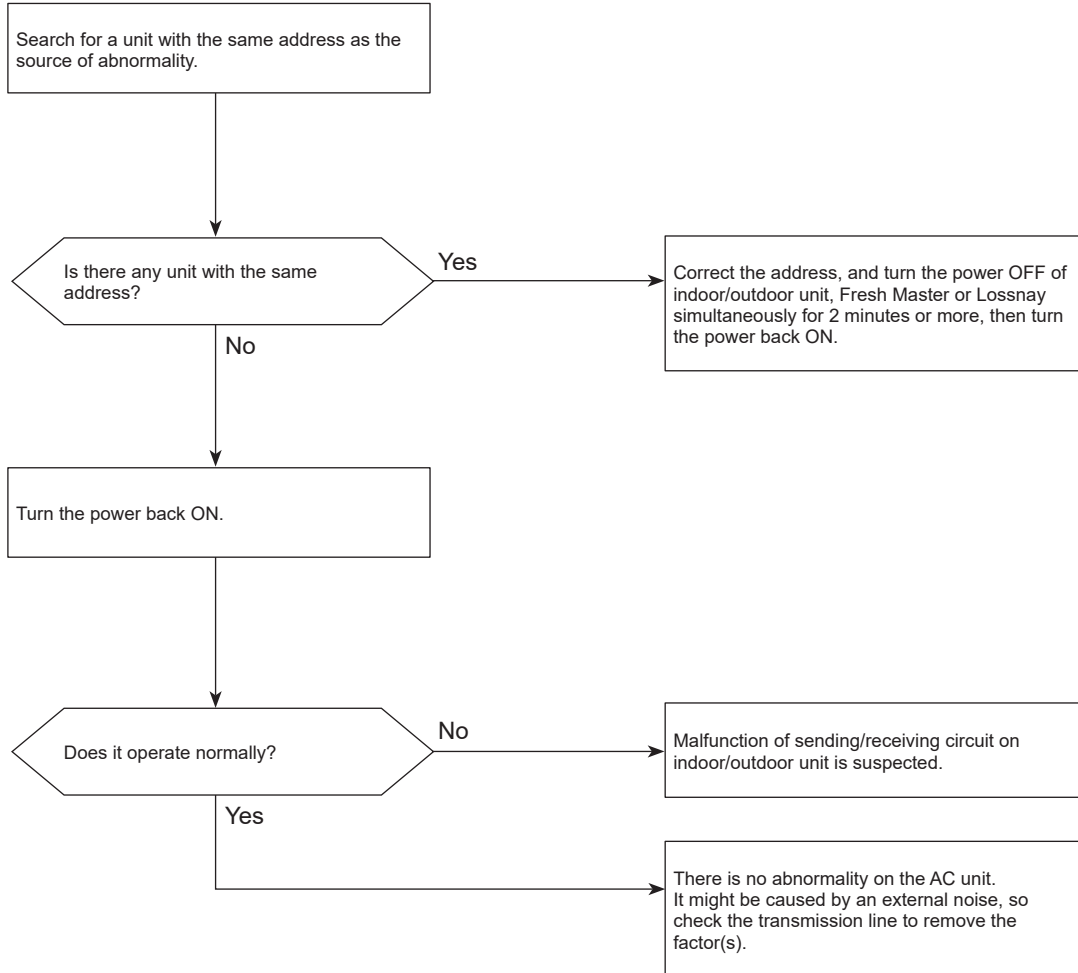 Search for a unit with the same address as the
source of abnormality.
Is there any unit with the same
address?
Yes
Correct the address, and turn the power OFF of
indoor/outdoor unit, Fresh Master or Lossnay
simultaneously for 2 minutes or more, then turn
the power back ON.
No
Turn the power back ON.
Does it operate normally?
No
Malfunction of sending/receiving circuit on
indoor/outdoor unit is suspected.
Yes
There is no abnormality on the AC unit.
It might be caused by an external noise, so
check the transmission line to remove the
factor(s).